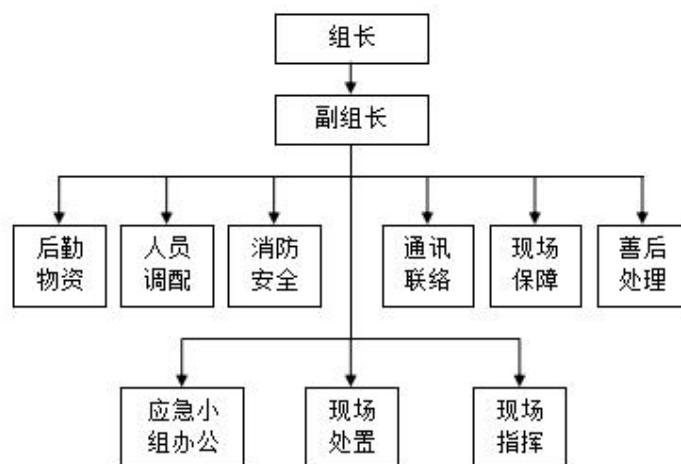 组长
副组长
后勤
物资
人员
调配
消防
安全
通讯
联络
现场
保障
善后
处理
应急小
组办公
现场
处置
现场
指挥